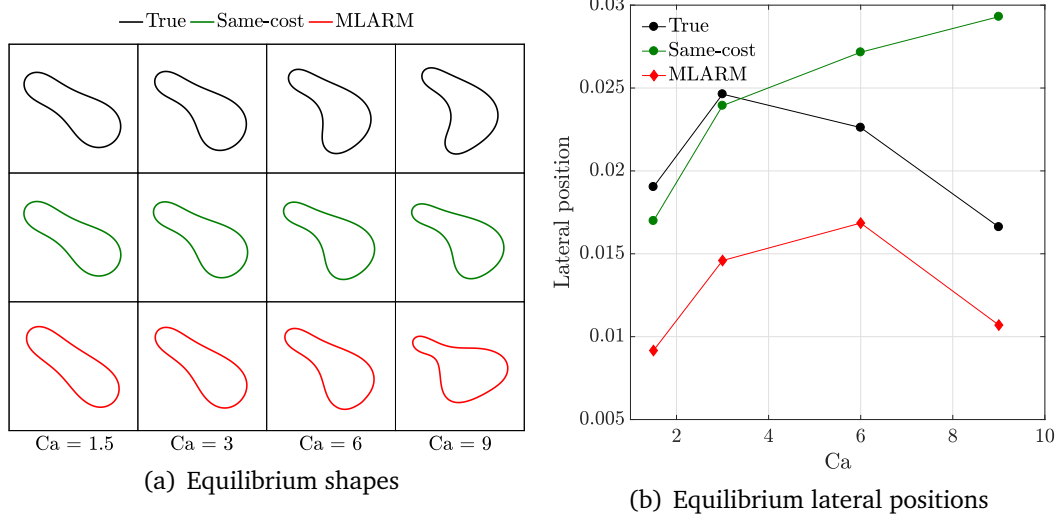 True Same-cost MLARM
Ca = 1.5 Ca = 3 Ca = 6 Ca = 9
(a) Equilibrium shapes
0.03
0.025
0.02
0.015
0.01
0.005
Lateral position
True
Same-cost
MLARM
2 4 6 8 10
Ca
(b) Equilibrium lateral positions